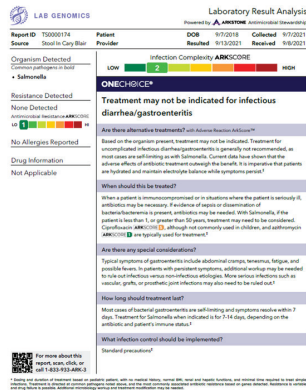 LAB GENOMICS
Laboratory Result Analysis
Powered by ARKSTONE Antimicrobial Stewardship
Report ID TS0000174 Patient DOB 9/7/2018 Collected 9/7/2021
Source Stool In Cary Blair Provider Resulted 9/13/2021 Received 9/8/2021
Organism Detected
Common pathogens in bold
• Salmonella
Resistance Detected
None Detected
Antimicrobial Resistance ARKSCORE
LO 1 HI
No Allergies Reported
Drug Information
Not Applicable
Infection Complexity ARKSCORE
LOW 2 HIGH
ONECHOICE®
Treatment may not be indicated for infectious
diarrhea/gastroenteritis
Are there alternative treatments? with Adverse Reaction ArkScore™
Based on the organism present, treatment may not be indicated. Treatment for
uncomplicated infectious diarrhea/gastroenteritis is generally not recommended, as
most cases are self-limiting as with Salmonella. Current data have shown that the
adverse effects of antibiotic treatment outweigh the benefit. It is imperative that patients
are hydrated and maintain electrolyte balance while symptoms persist.
When should this be treated?
When a patient is immunocompromised or in situations where the patient is seriously ill,
antibiotics may be necessary. If evidence of sepsis or dissemination of
bacteria/bacteremia is present, antibiotics may be needed. With Salmonella, if the
patient is less than 1, or greater than 50 years, treatment may need to be considered.
Ciprofloxacin ARKSCORE, although not commonly used in children, and azithromycin
ARKSCORE are typically used for treatment.
Are there any special considerations?
Typical symptoms of gastroenteritis include abdominal cramps, tenesmus, fatigue, and
possible fevers. In patients with persistent symptoms, additional workup may be needed
to rule out infectious versus non-infectious etiologies. More serious infections such as
vascular, grafts, or prosthetic joint infections may also need to be ruled out.
How long should treatment last?
Most cases of bacterial gastroenteritis are self-limiting and symptoms resolve within 7
days. Treatment for Salmonella when indicated is for 7-14 days, depending on the
antibiotic and patient's immune status.
What infection control should be implemented?
Standard precautions
For more about this
report, scan, click, or
call 1-833-933-ARK-3